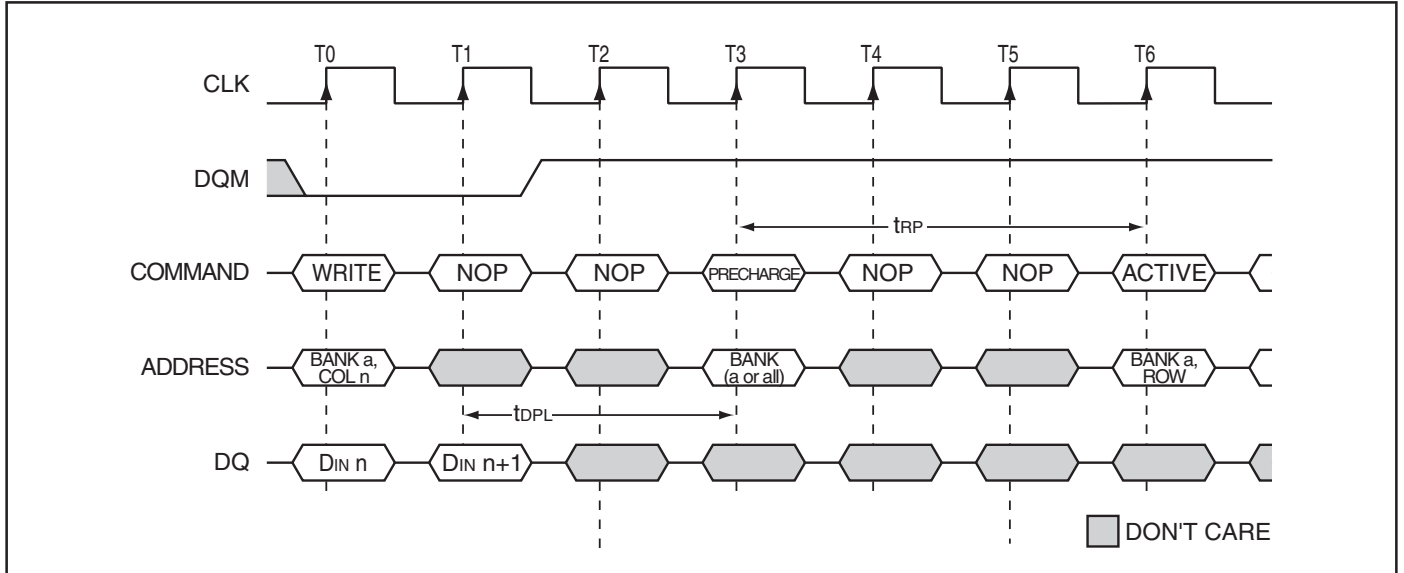 T0 T1 T2 T3 T4 T5 T6
CLK
DQM
tRP
COMMAND WRITE NOP NOP PRECHARGE NOP NOP ACTIVE
ADDRESS BANK a, COL n BANK (a or all) BANK a, ROW
tDPL
DQ DIN n DIN n+1
DON'T CARE